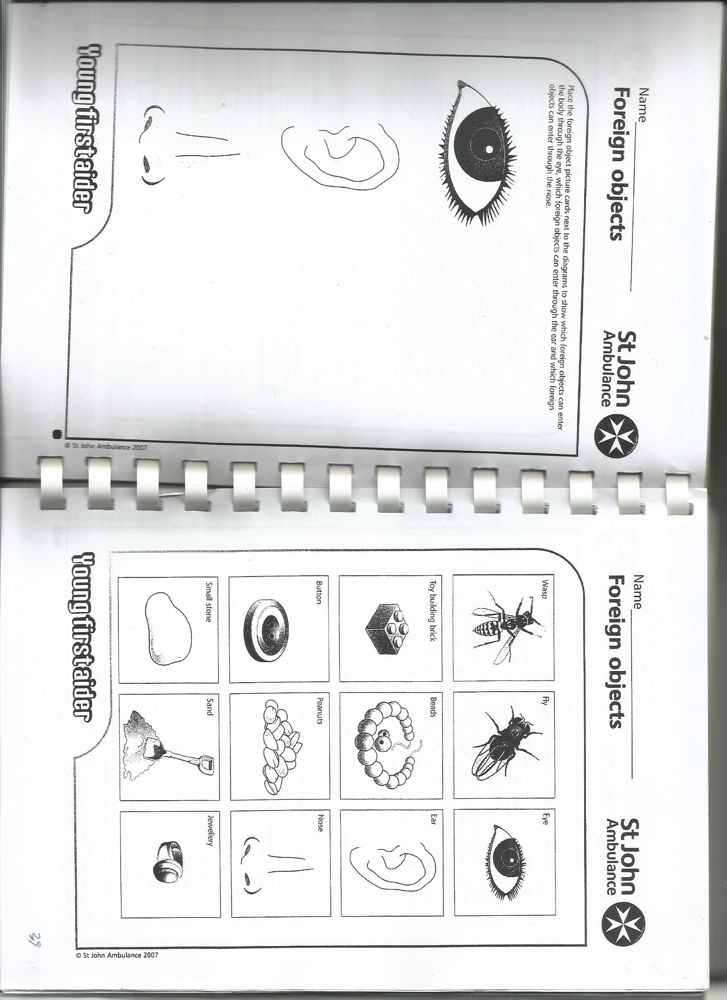 Name
Foreign objects
St John
Ambulance
Place the foreign object picture cards next to the diagrams to show which foreign objects can enter
the body through the eye, which foreign objects can enter through the ear and which foreign
objects can enter through the nose.
Young first aider
© St John Ambulance 2007
Name
Foreign objects
St John
Ambulance
Wasp
Fly
Eye
Toy building brick
Beads
Ear
Button
Peanuts
Nose
Small stone
Sand
Jewellery
Young first aider
© St John Ambulance 2007